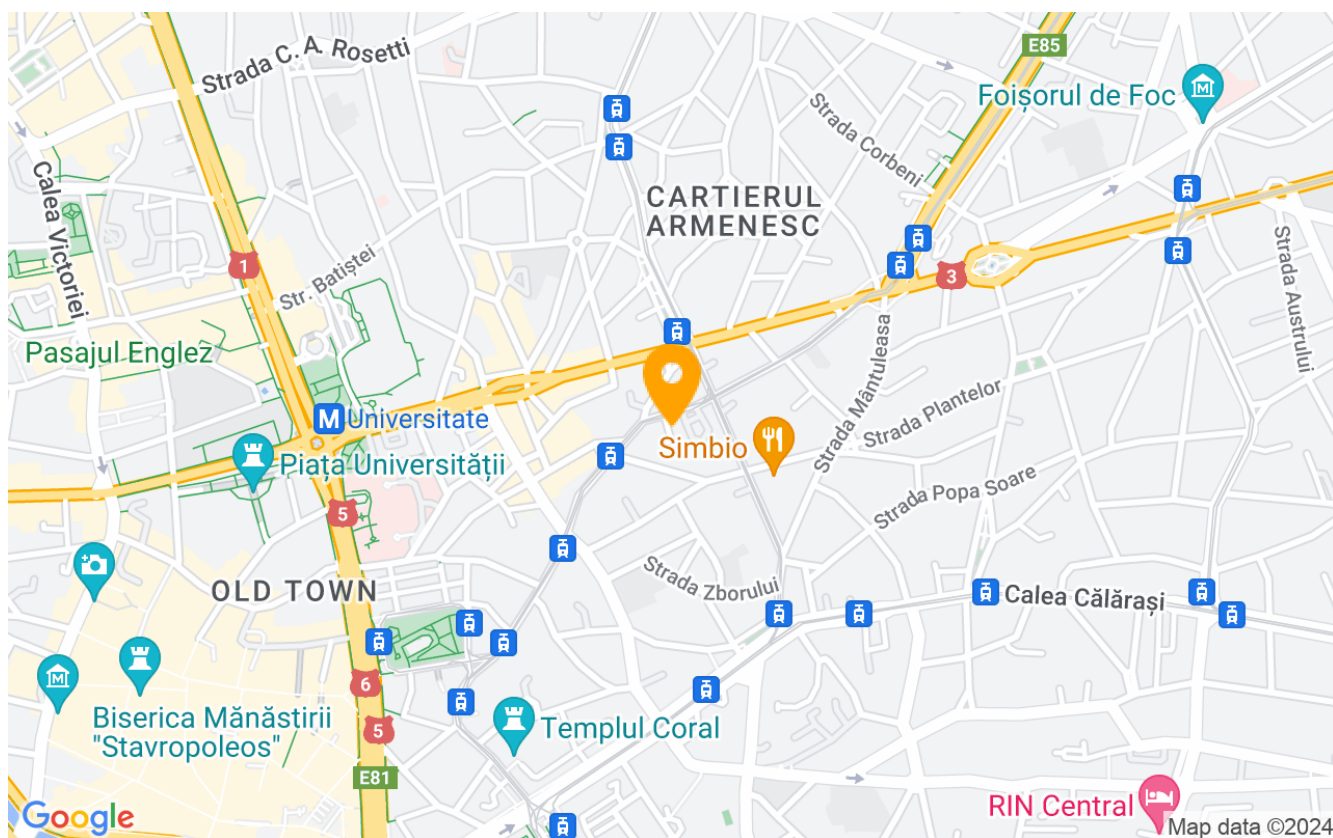 Strada C. A. Rosetti
E85
Foișorul de Foc
Strada Corbeni
Calea Victoriei
CARTIERUL
ARMENESC
1
Str. Batiștei
3
Strada Austrului
Pasajul Englez
Strada Mântuleasa
Strada Plantelor
M Universitate
Simbio
Piața Universității
Strada Popa Soare
5
OLD TOWN
Strada Zborului
Calea Călărași
6
Biserica Mănăstirii
"Stavropoleos"
5
Templul Coral
E81
RIN Central
Google
Map data ©2024